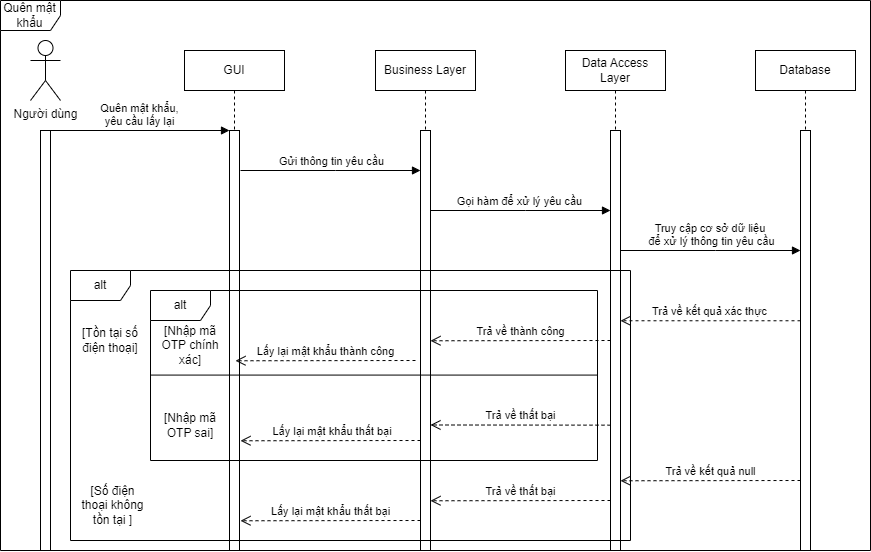 Quên mật
khẩu
Người dùng
GUI
Business Layer
Data Access
Layer
Database
Quên mật khẩu,
yêu cầu lấy lại
Gửi thông tin yêu cầu
Gọi hàm để xử lý yêu cầu
Truy cập cơ sở dữ liệu
để xử lý thông tin yêu cầu
alt
alt
Trả về kết quả xác thực
[Tồn tại số
điện thoại]
[Nhập mã
OTP chính
xác]
Trả về thành công
Lấy lại mật khẩu thành công
[Nhập mã
OTP sai]
Trả về thất bại
Lấy lại mật khẩu thất bại
Trả về kết quả null
[Số điện
thoại không
tồn tại ]
Trả về thất bại
Lấy lại mật khẩu thất bại